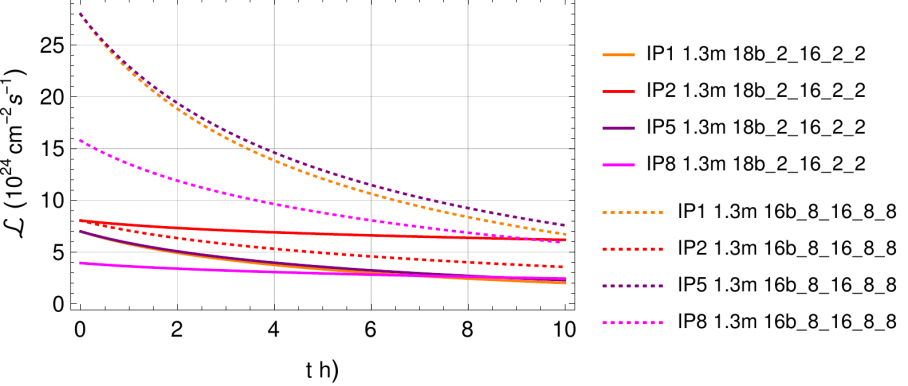 25
20
15
10
5
0
0 2 4 6 8 10
ℒ (10²⁴ cm⁻² s⁻¹)
t h)
IP1 1.3m 18b_2_16_2_2
IP2 1.3m 18b_2_16_2_2
IP5 1.3m 18b_2_16_2_2
IP8 1.3m 18b_2_16_2_2
IP1 1.3m 16b_8_16_8_8
IP2 1.3m 16b_8_16_8_8
IP5 1.3m 16b_8_16_8_8
IP8 1.3m 16b_8_16_8_8